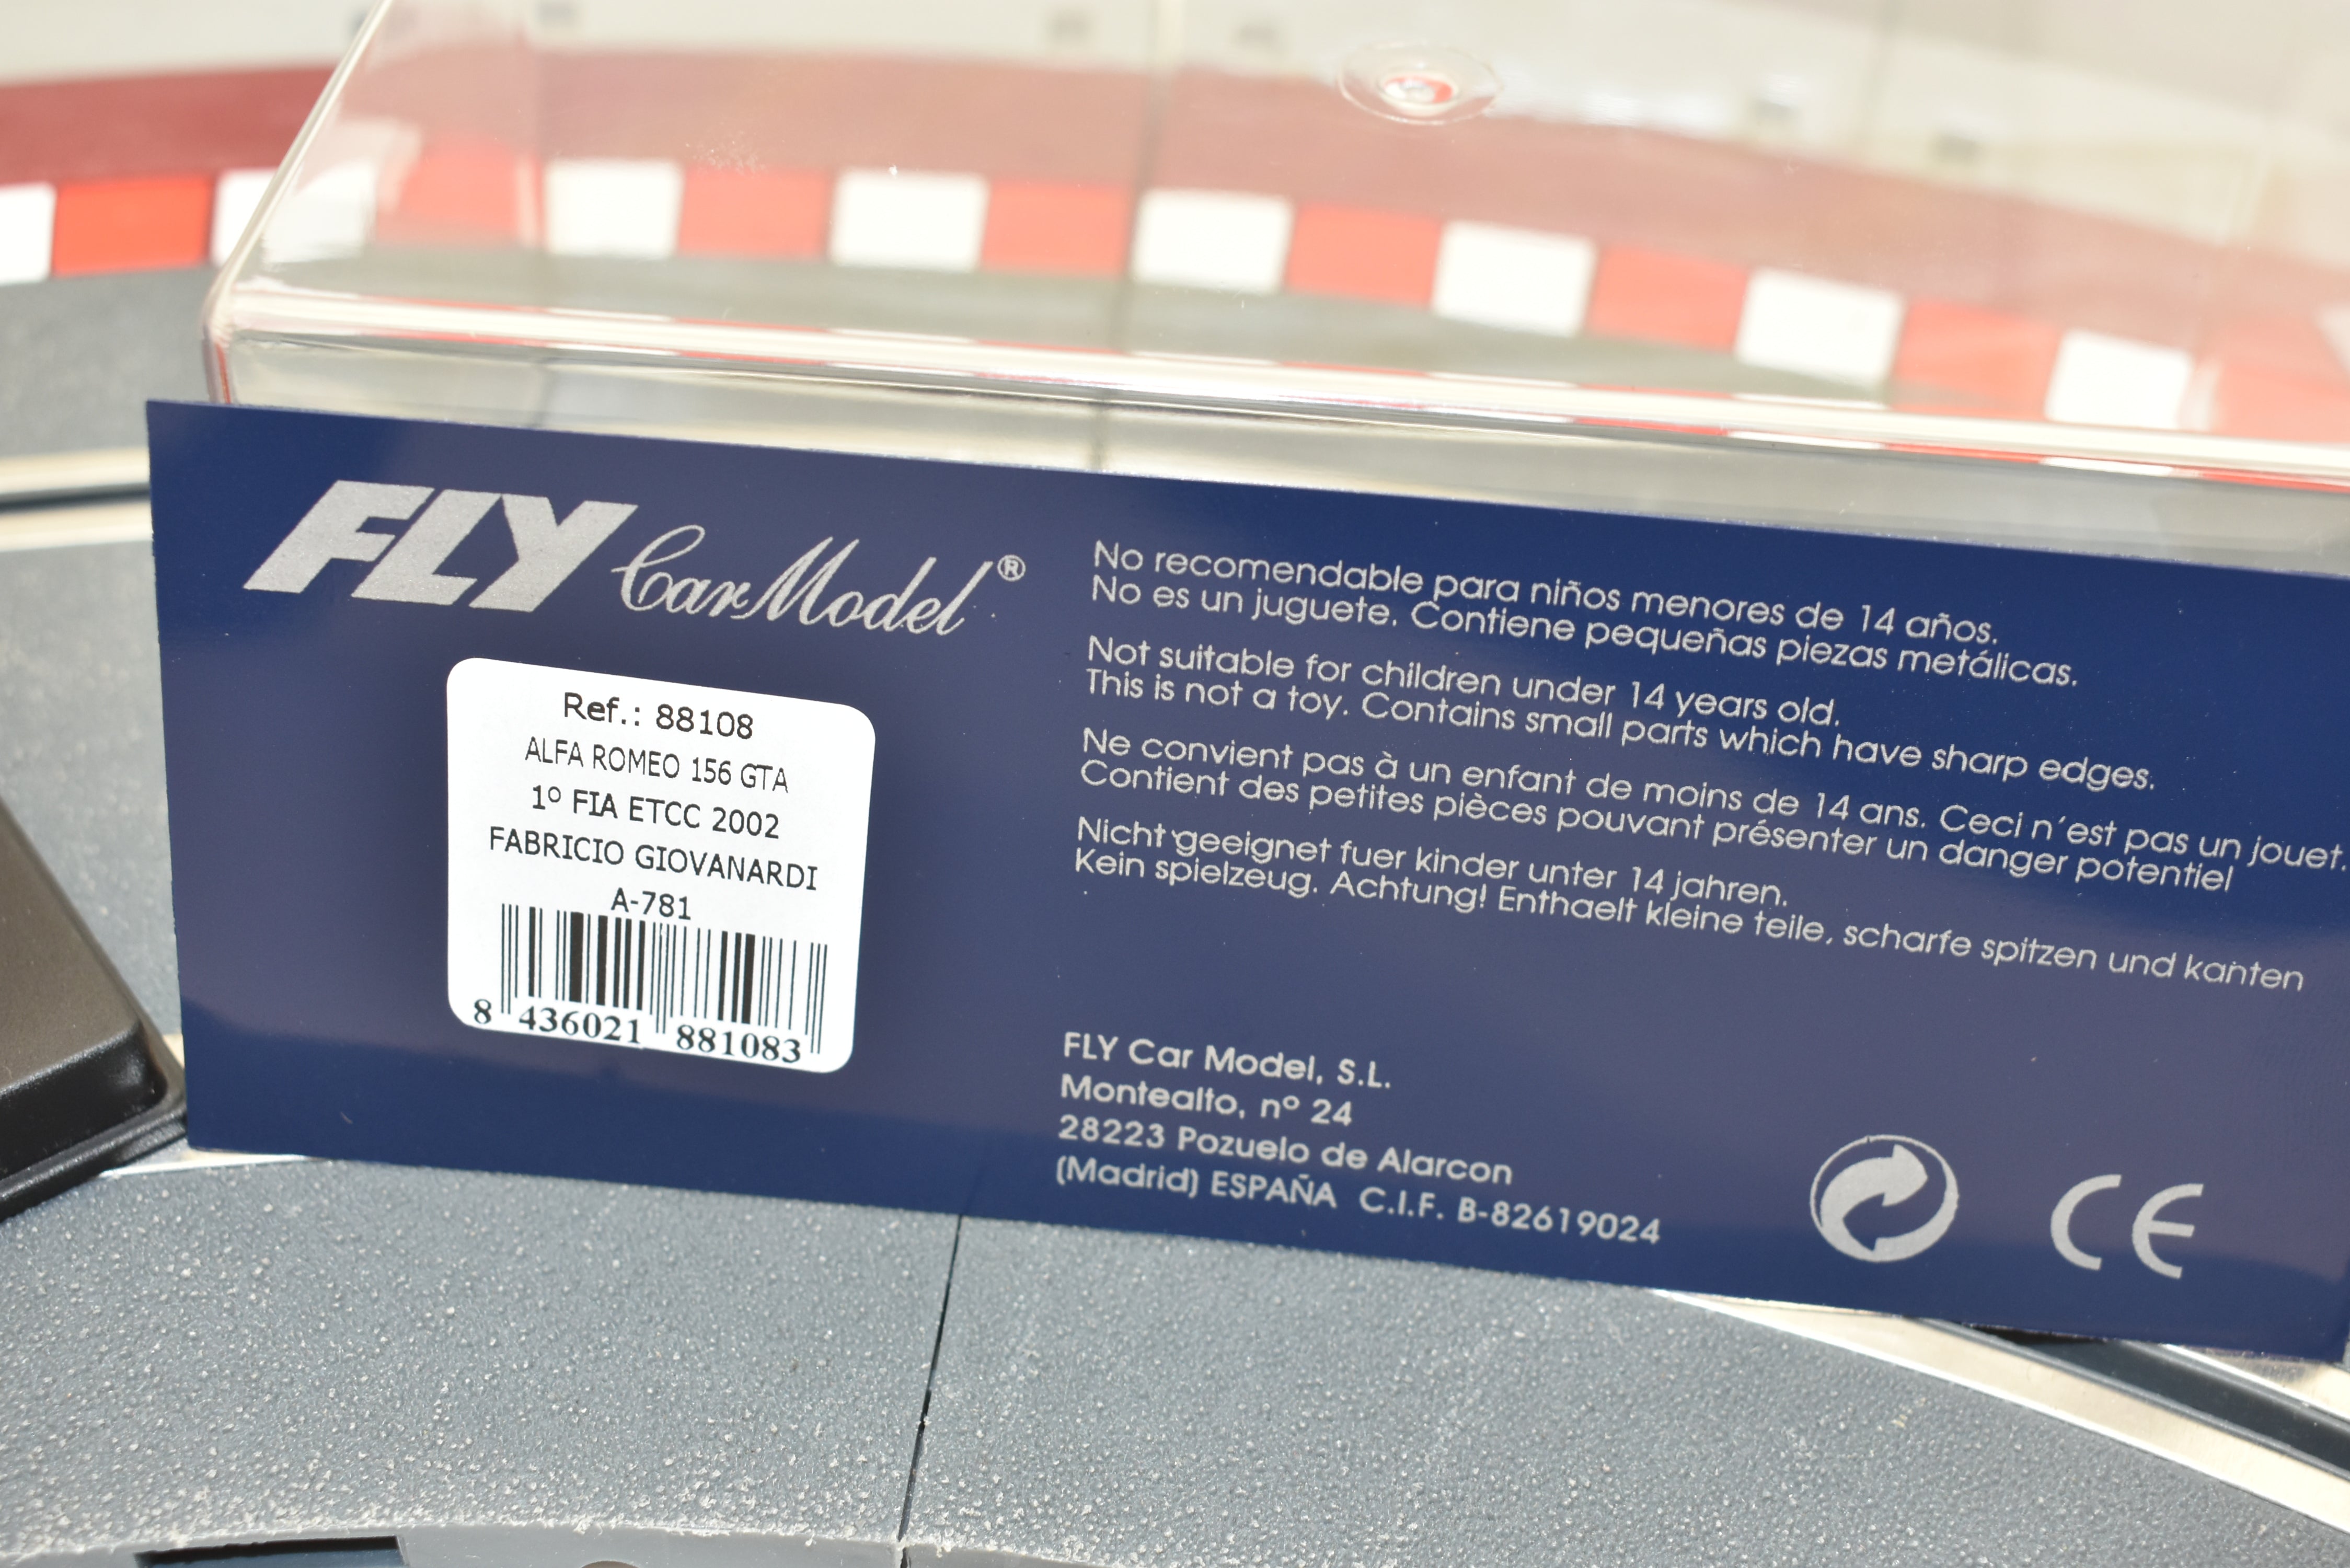 FLY Car Model®
Ref.: 88108
ALFA ROMEO 156 GTA
1º FIA ETCC 2002
FABRICIO GIOVANARDI
A-781
8 436021 881083
No recomendable para niños menores de 14 años.
No es un juguete. Contiene pequeñas piezas metálicas.
Not suitable for children under 14 years old.
This is not a toy. Contains small parts which have sharp edges.
Ne convient pas à un enfant de moins de 14 ans. Ceci n'est pas un jouet.
Contient des petites pièces pouvant présenter un danger potentiel
Nicht geeignet fuer kinder unter 14 jahren.
Kein spielzeug. Achtung! Enthaelt kleine teile, scharfe spitzen und kanten
FLY Car Model, S.L.
Montealto, nº 24
28223 Pozuelo de Alarcon
(Madrid) ESPAÑA C.I.F. B-82619024
CE